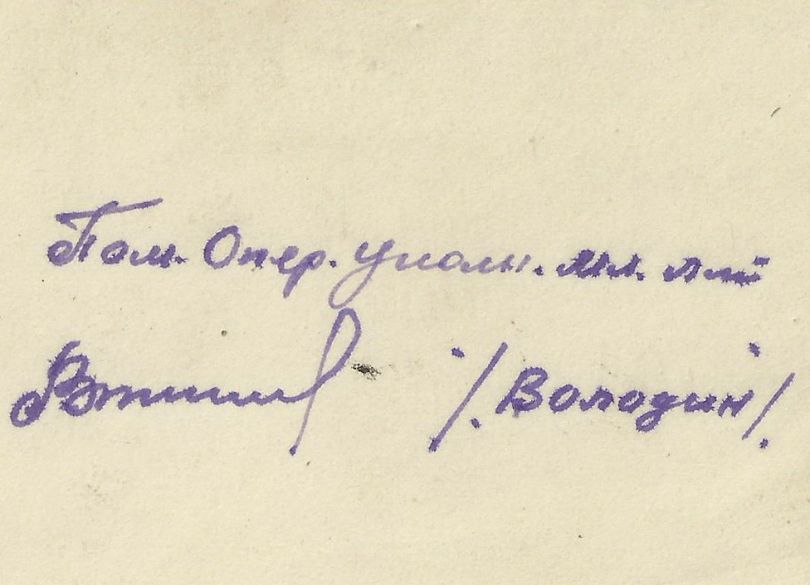 Пом. Опер. уполн. мл. л-т
/. Володин /.